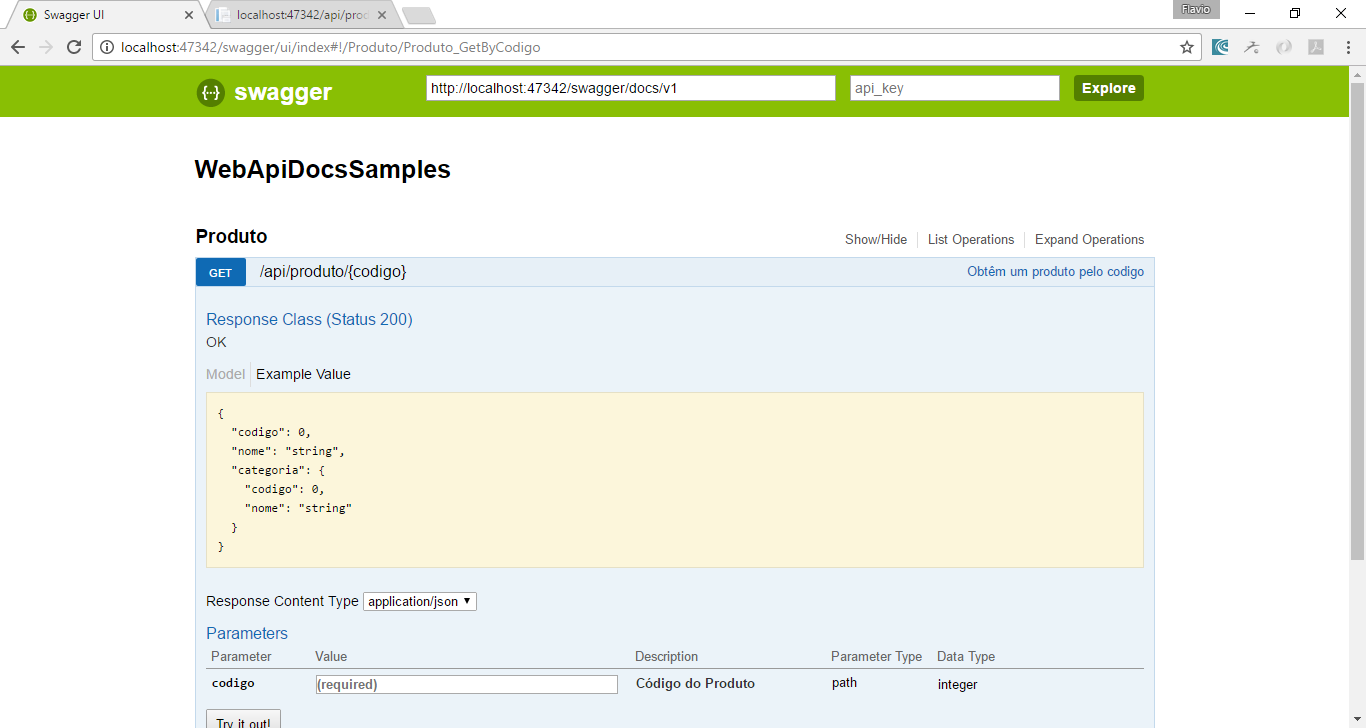 Swagger UI
localhost:47342/api/prod
Flavio
localhost:47342/swagger/ui/index#!/Produto/Produto_GetByCodigo
{··} swagger http://localhost:47342/swagger/docs/v1 api_key Explore
WebApiDocsSamples
Produto Show/Hide List Operations Expand Operations
GET /api/produto/{codigo} Obtêm um produto pelo codigo
Response Class (Status 200)
OK
Model Example Value
{
  "codigo": 0,
  "nome": "string",
  "categoria": {
    "codigo": 0,
    "nome": "string"
  }
}
Response Content Type application/json
Parameters
Parameter Value Description Parameter Type Data Type
codigo (required) Código do Produto path integer
Try it out!